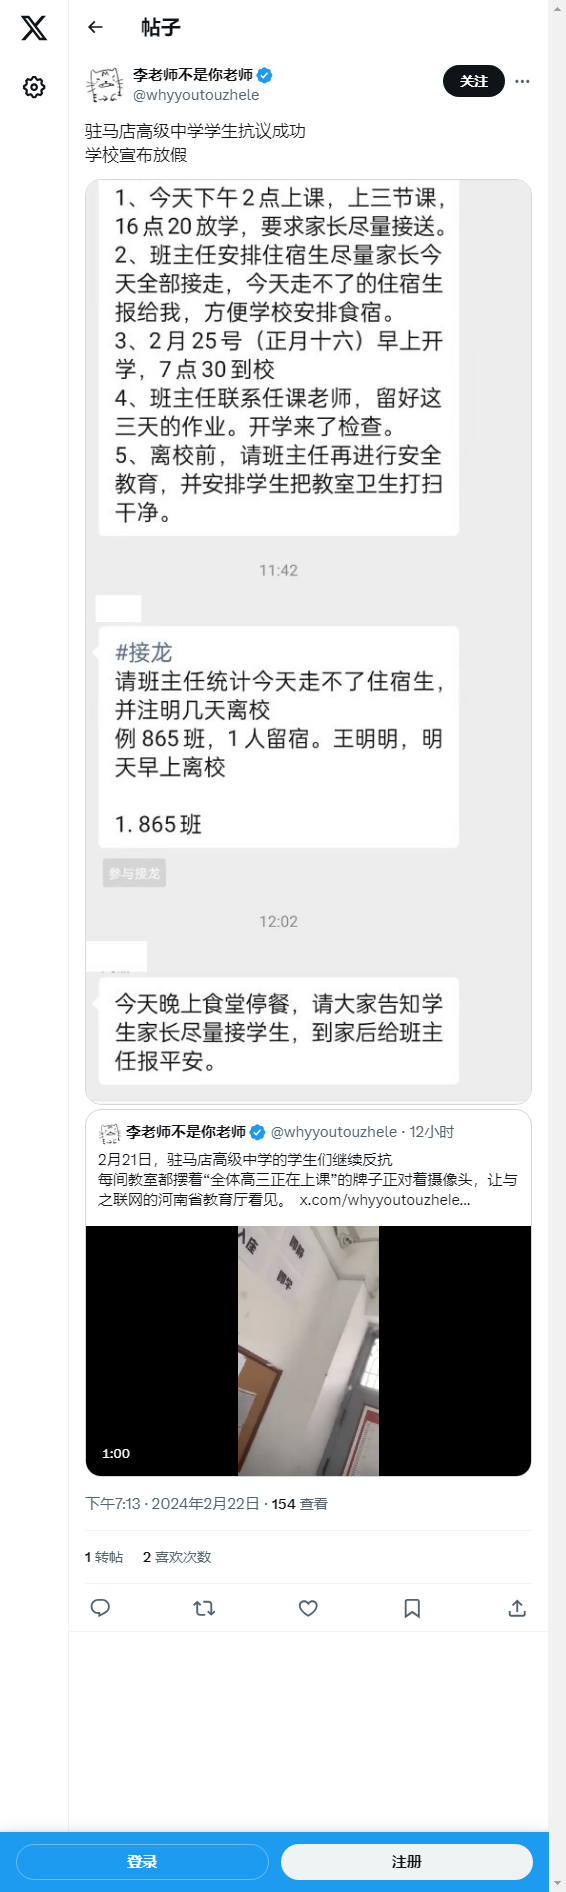 帖子
李老师不是你老师
@whyyoutouzhele
关注
驻马店高级中学学生抗议成功
学校宣布放假
1、今天下午2点上课，上三节课，
16点20放学，要求家长尽量接送。
2、班主任安排住宿生尽量家长今
天全部接走，今天走不了的住宿生
报给我，方便学校安排食宿。
3、2月25号（正月十六）早上开
学，7点30到校
4、班主任联系任课老师，留好这
三天的作业。开学来了检查。
5、离校前，请班主任再进行安全
教育，并安排学生把教室卫生打扫
干净。
11:42
#接龙
请班主任统计今天走不了住宿生，
并注明几天离校
例 865班，1人留宿。王明明，明
天早上离校
1. 865班
参与接龙
12:02
今天晚上食堂停餐，请大家告知学
生家长尽量接学生，到家后给班主
任报平安。
李老师不是你老师 @whyyoutouzhele · 12小时
2月21日，驻马店高级中学的学生们继续反抗
每间教室都摆着“全体高三正在上课”的牌子正对着摄像头，让与
之联网的河南省教育厅看见。 x.com/whyyoutouzhele…
1:00
下午7:13 · 2024年2月22日 · 154 查看
1 转帖 2 喜欢次数
登录
注册